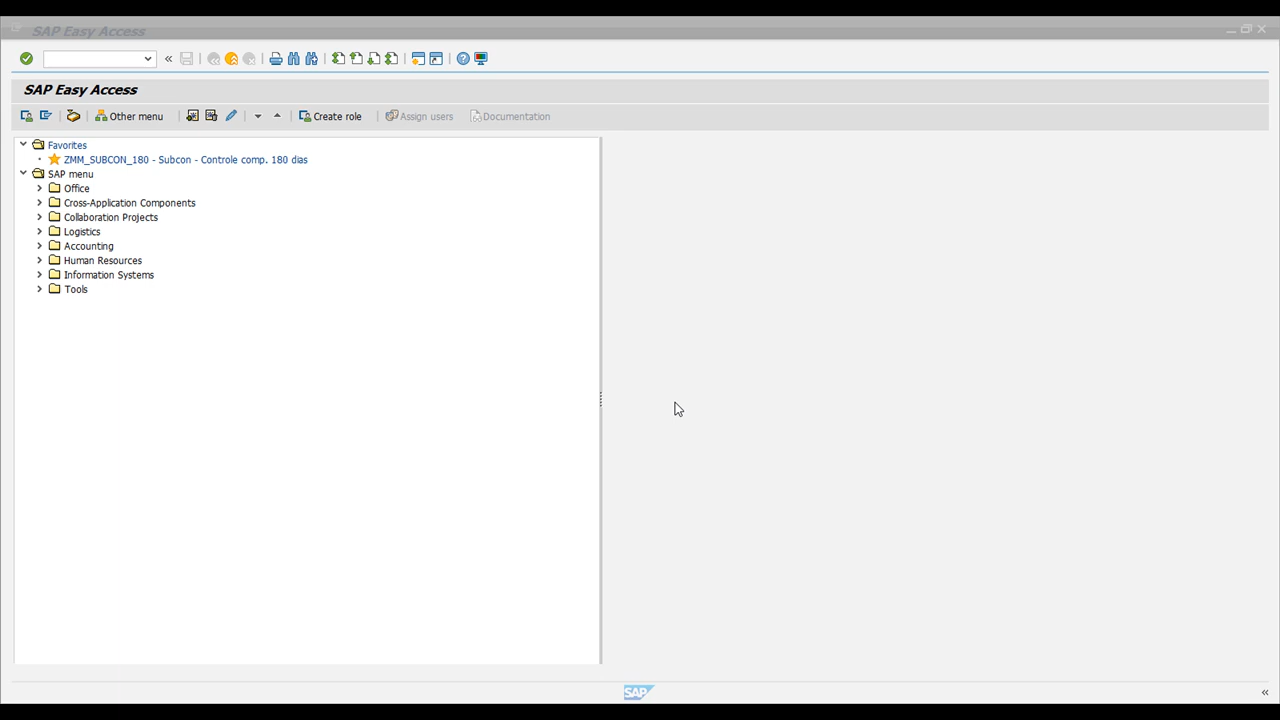 SAP Easy Access
SAP Easy Access
Other menu
Create role
Assign users
Documentation
Favorites
ZMM_SUBCON_180 - Subcon - Controle comp. 180 dias
SAP menu
Office
Cross-Application Components
Collaboration Projects
Logistics
Accounting
Human Resources
Information Systems
Tools
SAP